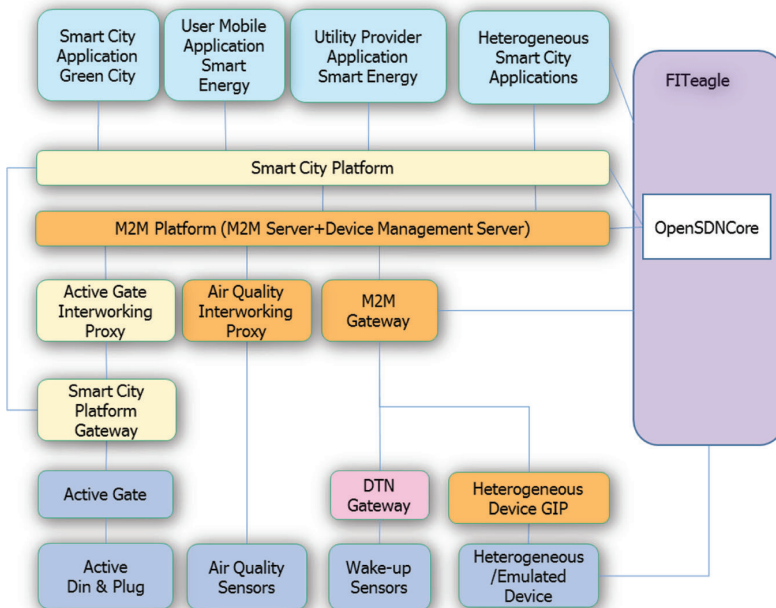 Smart City
Application
Green City
User Mobile
Application
Smart
Energy
Utility Provider
Application
Smart Energy
Heterogeneous
Smart City
Applications
FITeagle
Smart City Platform
OpenSDNCore
M2M Platform (M2M Server+Device Management Server)
Active Gate
Interworking
Proxy
Air Quality
Interworking
Proxy
M2M
Gateway
Smart City
Platform
Gateway
Active Gate
DTN
Gateway
Heterogeneous
Device GIP
Active
Din & Plug
Air Quality
Sensors
Wake-up
Sensors
Heterogeneous
/Emulated
Device